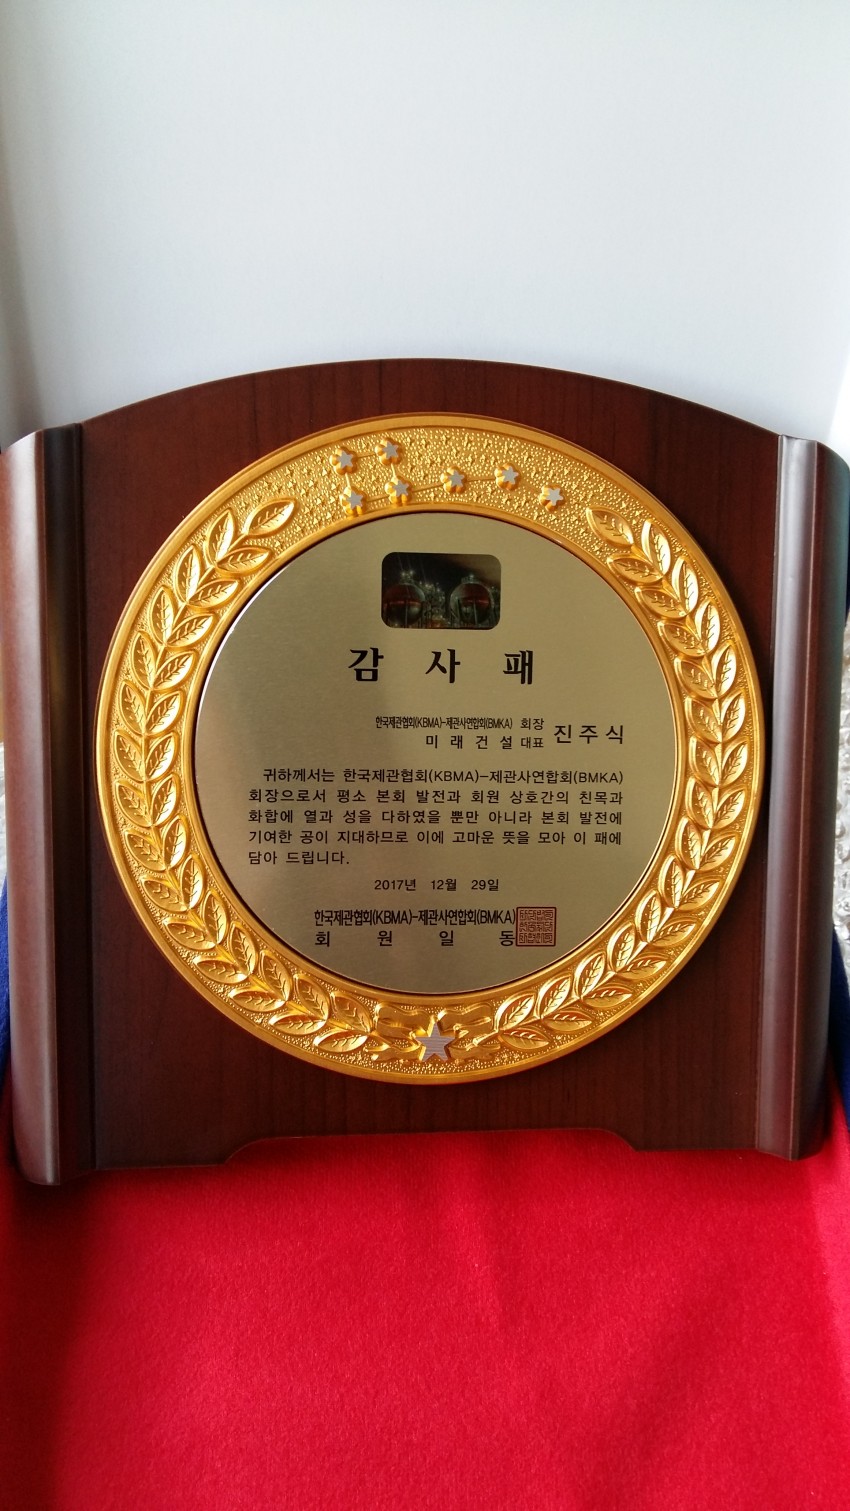 감 사 패
한국제관협회(KBMA)-제관사연합회(BMKA) 회장
미 래 건 설 대표 진주식
귀하께서는 한국제관협회(KBMA)-제관사연합회(BMKA)
회장으로서 평소 본회 발전과 회원 상호간의 친목과
화합에 열과 성을 다하였을 뿐만 아니라 본회 발전에
기여한 공이 지대하므로 이에 고마운 뜻을 모아 이 패에
담아 드립니다.
2017년 12월 29일
한국제관협회(KBMA)-제관사연합회(BMKA)
회 원 일 동